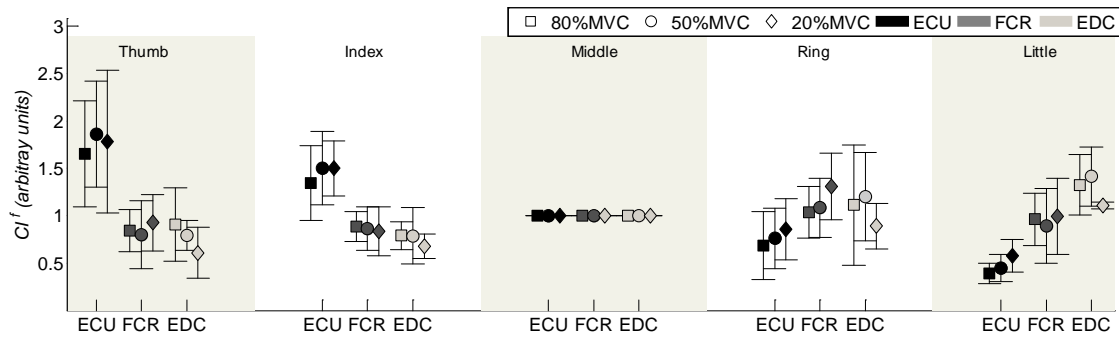 80%MVC 50%MVC 20%MVC ECU FCR EDC
Thumb Index Middle Ring Little
CI f (arbitray units)
3
2.5
2
1.5
1
0.5
ECU FCR EDC ECU FCR EDC ECU FCR EDC ECU FCR EDC ECU FCR EDC